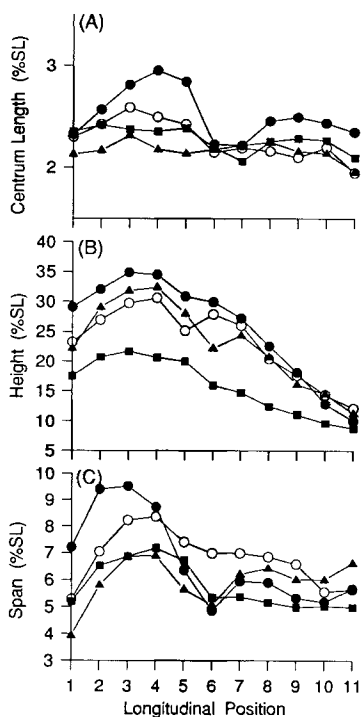 (A)
Centrum Length (%SL)
3
2
(B)
Height (%SL)
40
35
30
25
20
15
10
5
(C)
Span (%SL)
10
9
8
7
6
5
4
3
1 2 3 4 5 6 7 8 9 10 11
Longitudinal Position